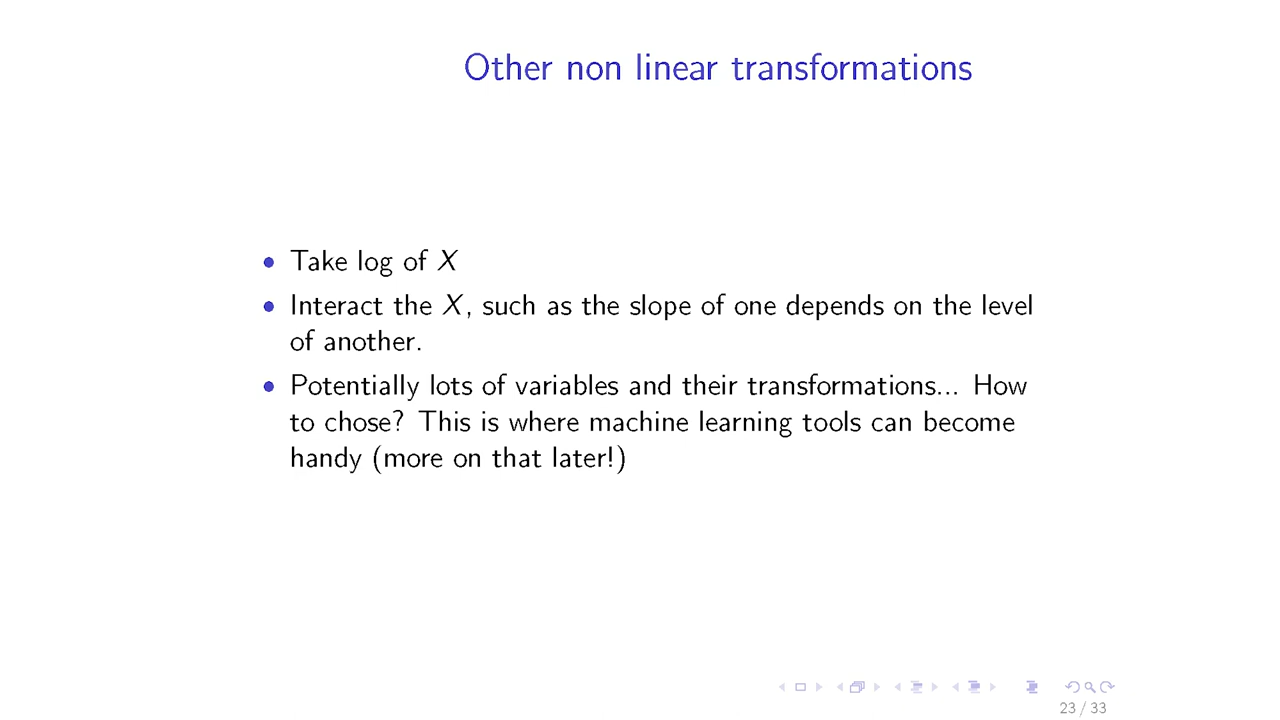 Other non linear transformations
• Take log of X
• Interact the X, such as the slope of one depends on the level
of another.
• Potentially lots of variables and their transformations... How
to chose? This is where machine learning tools can become
handy (more on that later!)
23 / 33